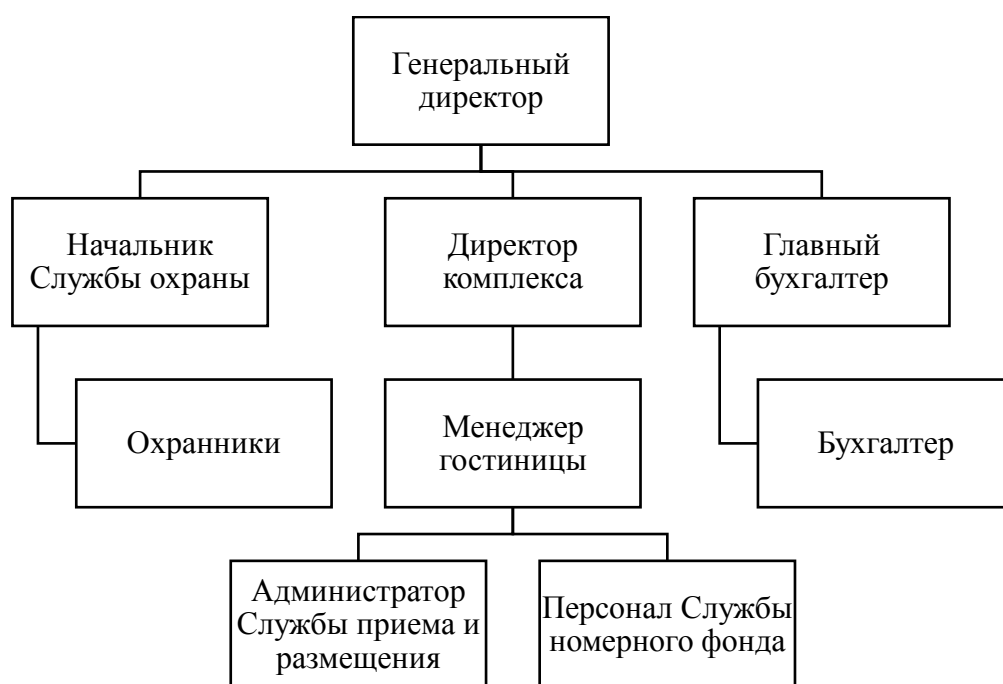 Генеральный
директор
Начальник
Службы охраны
Директор
комплекса
Главный
бухгалтер
Охранники
Менеджер
гостиницы
Бухгалтер
Администратор
Службы приема и
размещения
Персонал Службы
номерного фонда